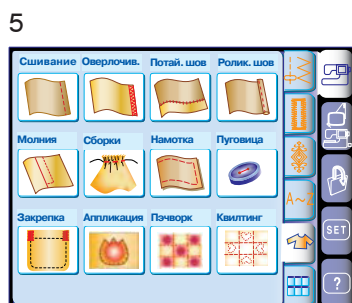 5
Сшивание Оверлочив. Потай. шов Ролик. шов
Молния Сборки Намотка Пуговица
Закрепка Аппликация Пэчворк Квилтинг
A~Z
SET
?